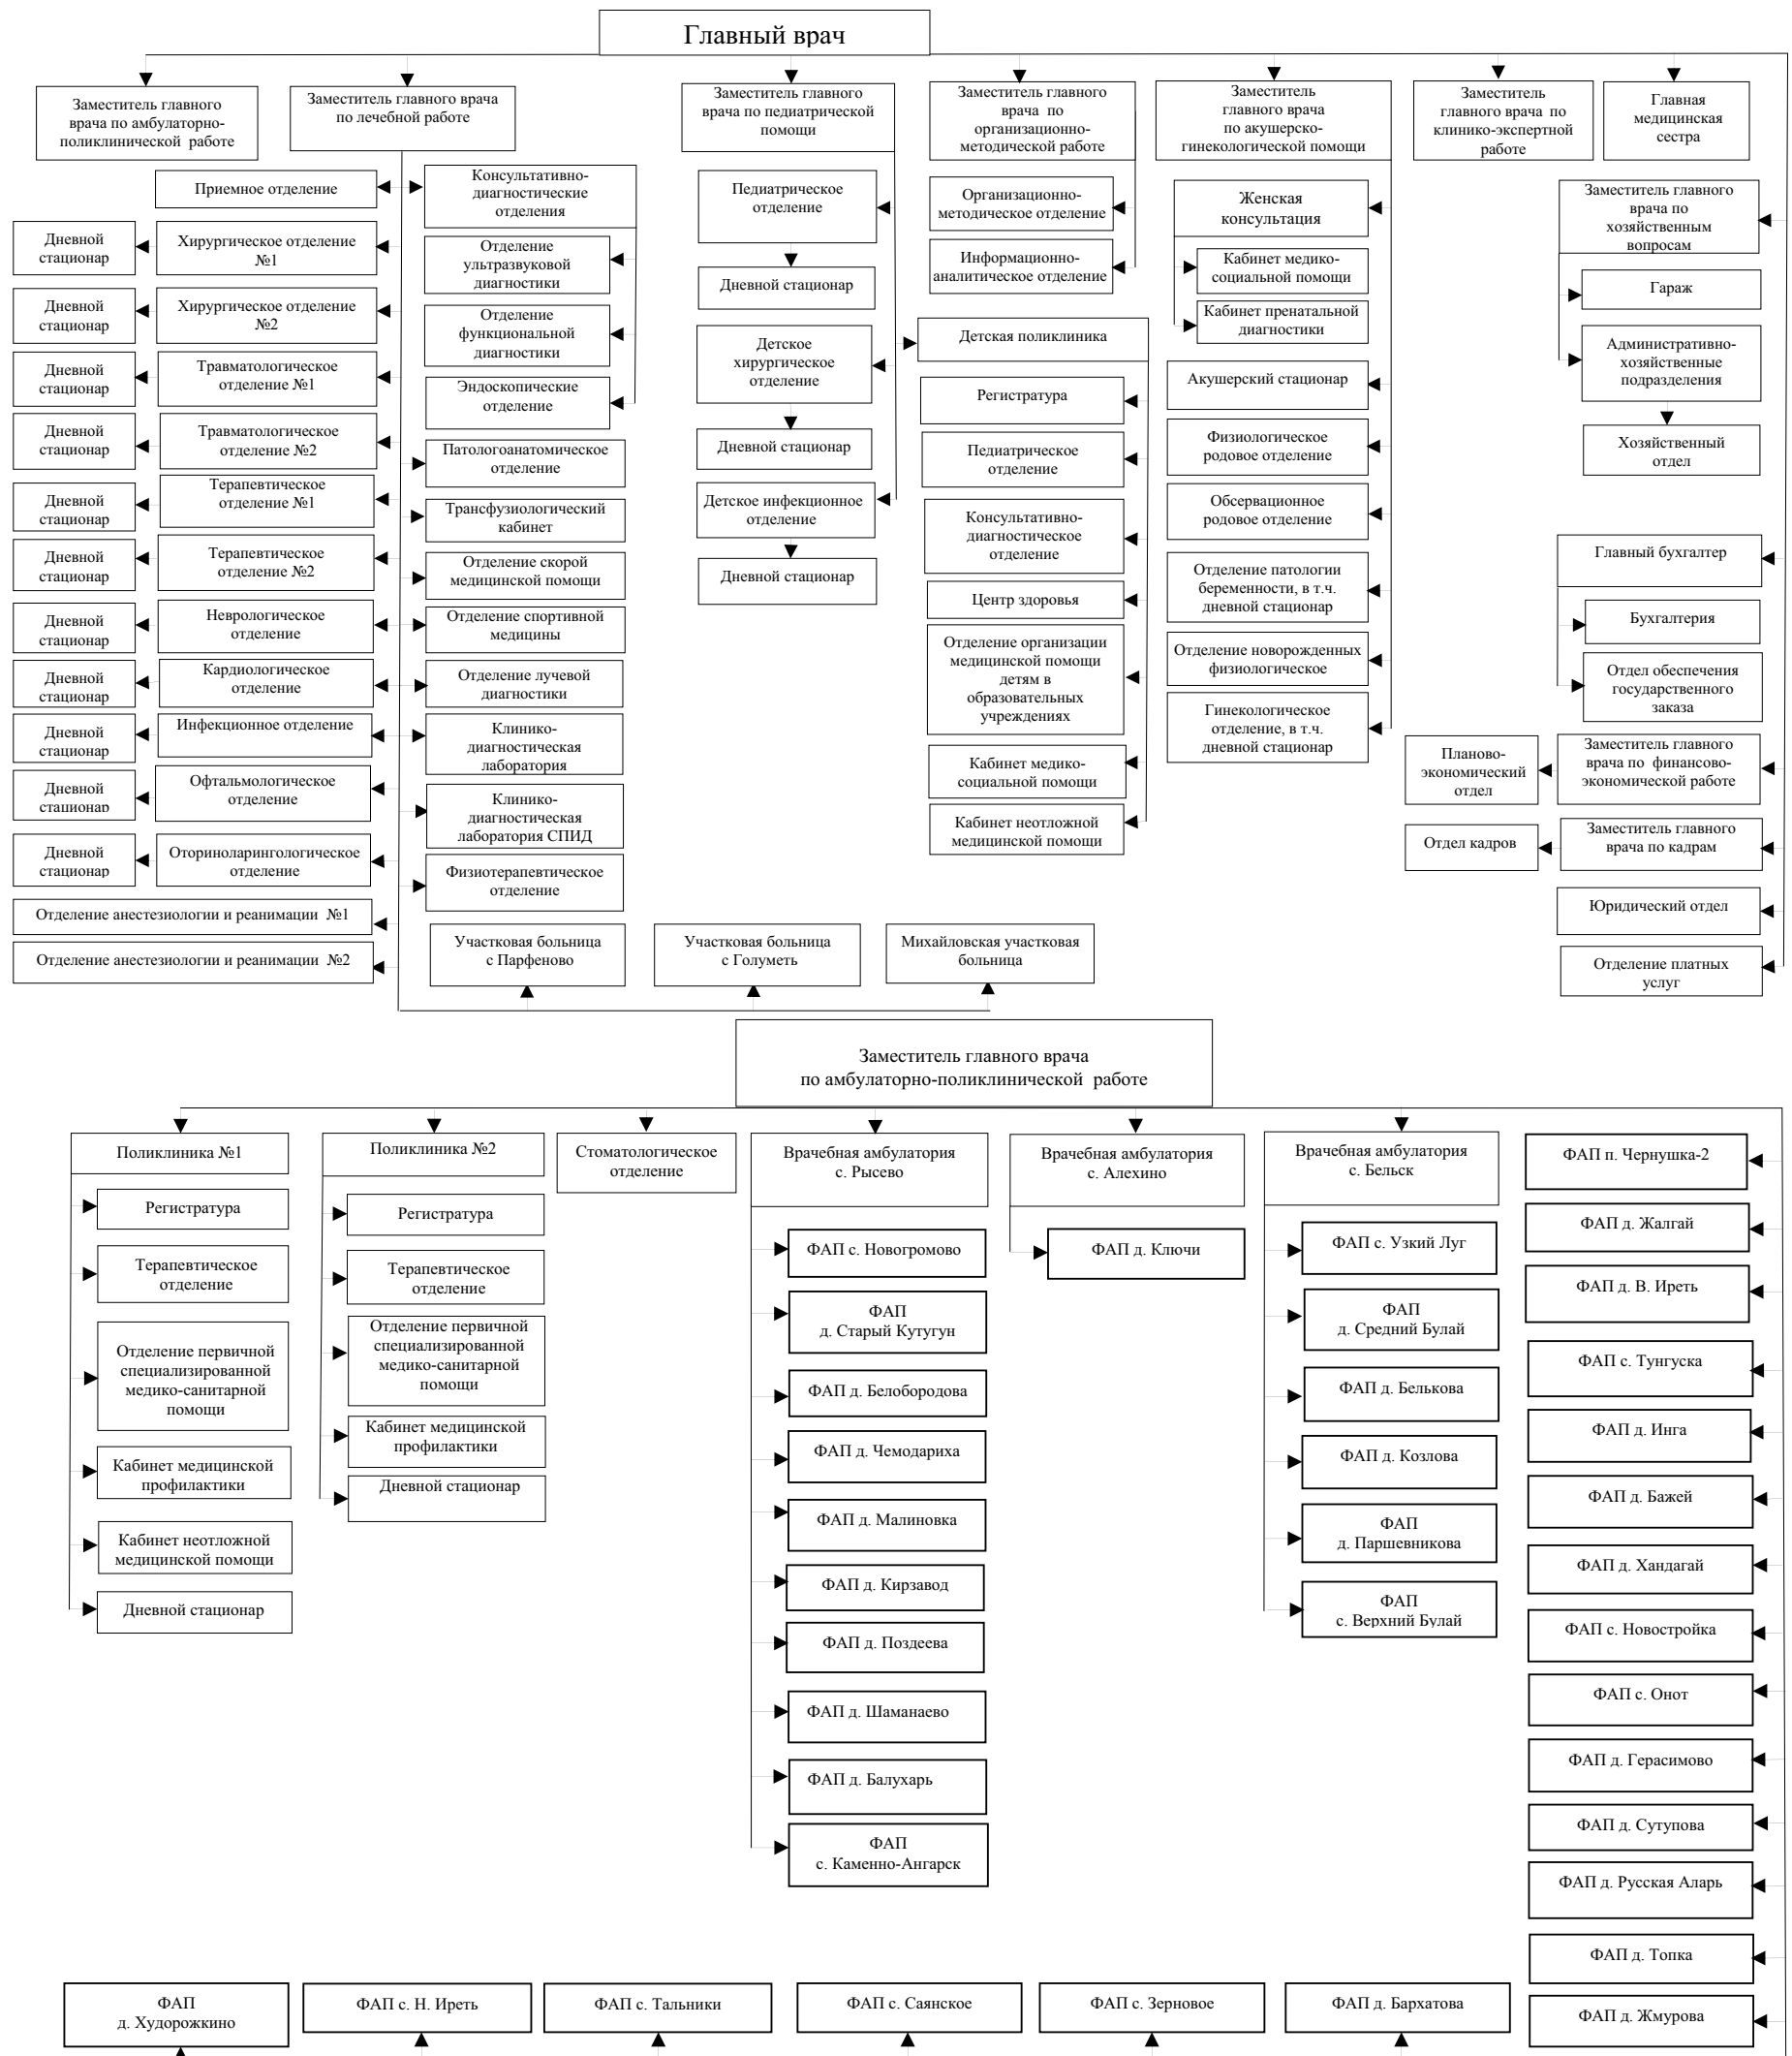 Главный врач
Заместитель главного
врача по амбулаторно-
поликлинической работе
Заместитель главного врача
по лечебной работе
Заместитель главного
врача по педиатрической
помощи
Заместитель главного
врача по
организационно-
методической работе
Заместитель
главного врача
по акушерско-
гинекологической помощи
Заместитель
главного врача по
клинико-экспертной
работе
Главная
медицинская
сестра
Приемное отделение
Дневной
стационар
Хирургическое отделение
№1
Дневной
стационар
Хирургическое отделение
№2
Дневной
стационар
Травматологическое
отделение №1
Дневной
стационар
Травматологическое
отделение №2
Дневной
стационар
Терапевтическое
отделение №1
Дневной
стационар
Терапевтическое
отделение №2
Дневной
стационар
Неврологическое
отделение
Дневной
стационар
Кардиологическое
отделение
Дневной
стационар
Инфекционное отделение
Дневной
стационар
Офтальмологическое
отделение
Дневной
стационар
Оториноларингологическое
отделение
Отделение анестезиологии и реанимации №1
Отделение анестезиологии и реанимации №2
Консультативно-
диагностические
отделения
Отделение
ультразвуковой
диагностики
Отделение
функциональной
диагностики
Эндоскопические
отделение
Патологоанатомическое
отделение
Трансфузиологический
кабинет
Отделение скорой
медицинской помощи
Отделение спортивной
медицины
Отделение лучевой
диагностики
Клинико-
диагностическая
лаборатория
Клинико-
диагностическая
лаборатория СПИД
Физиотерапевтическое
отделение
Участковая больница
с Парфеново
Участковая больница
с Голуметь
Михайловская участковая
больница
Педиатрическое
отделение
Дневной стационар
Детское
хирургическое
отделение
Дневной стационар
Детское инфекционное
отделение
Дневной стационар
Организационно-
методическое отделение
Информационно-
аналитическое отделение
Детская поликлиника
Регистратура
Педиатрическое
отделение
Консультативно-
диагностическое
отделение
Центр здоровья
Отделение организации
медицинской помощи
детям в
образовательных
учреждениях
Кабинет медико-
социальной помощи
Кабинет неотложной
медицинской помощи
Женская
консультация
Кабинет медико-
социальной помощи
Кабинет пренатальной
диагностики
Акушерский стационар
Физиологическое
родовое отделение
Обсервационное
родовое отделение
Отделение патологии
беременности, в т.ч.
дневной стационар
Отделение новорожденных
физиологическое
Гинекологическое
отделение, в т.ч.
дневной стационар
Заместитель главного
врача по
хозяйственным
вопросам
Гараж
Административно-
хозяйственные
подразделения
Хозяйственный
отдел
Главный бухгалтер
Бухгалтерия
Отдел обеспечения
государственного
заказа
Планово-
экономический
отдел
Заместитель главного
врача по финансово-
экономической работе
Отдел кадров
Заместитель главного
врача по кадрам
Юридический отдел
Отделение платных
услуг
Заместитель главного врача
по амбулаторно-поликлинической работе
Поликлиника №1
Регистратура
Терапевтическое
отделение
Отделение первичной
специализированной
медико-санитарной
помощи
Кабинет медицинской
профилактики
Кабинет неотложной
медицинской помощи
Дневной стационар
Поликлиника №2
Регистратура
Терапевтическое
отделение
Отделение первичной
специализированной
медико-санитарной
помощи
Кабинет медицинской
профилактики
Дневной стационар
Стоматологическое
отделение
Врачебная амбулатория
с. Рысево
ФАП с. Новогромово
ФАП
д. Старый Кутугун
ФАП д. Белобородова
ФАП д. Чемодариха
ФАП д. Малиновка
ФАП д. Кирзавод
ФАП д. Поздеева
ФАП д. Шаманаево
ФАП д. Балухарь
ФАП
с. Каменно-Ангарск
Врачебная амбулатория
с. Алехино
ФАП д. Ключи
Врачебная амбулатория
с. Бельск
ФАП с. Узкий Луг
ФАП
д. Средний Булай
ФАП д. Белькова
ФАП д. Козлова
ФАП
д. Паршевникова
ФАП
с. Верхний Булай
ФАП п. Чернушка-2
ФАП д. Жалгай
ФАП д. В. Иреть
ФАП с. Тунгуска
ФАП д. Инга
ФАП д. Бажей
ФАП д. Хандагай
ФАП с. Новостройка
ФАП с. Онот
ФАП д. Герасимово
ФАП д. Сутупова
ФАП д. Русская Аларь
ФАП д. Топка
ФАП д. Жмурова
ФАП
д. Худорожкино
ФАП с. Н. Иреть
ФАП с. Тальники
ФАП с. Саянское
ФАП с. Зерновое
ФАП д. Бархатова